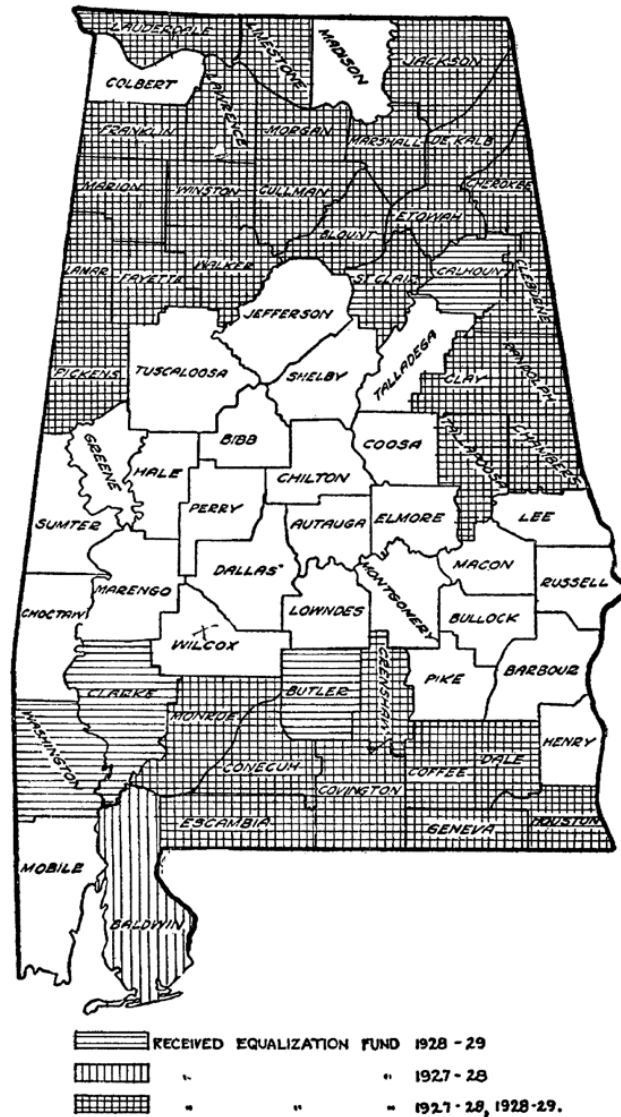 LAUDERDALE
LIMESTONE
MADISON
JACKSON
COLBERT
LAWRENCE
FRANKLIN
MORGAN
MARSHALL
DE KALB
MARION
WINSTON
CULLMAN
CHEROKEE
ETOWAH
BLOUNT
LAMAR
FAYETTE
WALKER
ST CLAIR
CALHOUN
CLEBURNE
JEFFERSON
PICKENS
TUSCALOOSA
SHELBY
TALLADEGA
CLAY
RANDOLPH
GREENE
HALE
BIBB
COOSA
TALLAPOOSA
CHAMBERS
CHILTON
PERRY
SUMTER
AUTAUGA
ELMORE
LEE
MARENGO
DALLAS
MONTGOMERY
MACON
RUSSELL
CHOCTAW
LOWNDES
BULLOCK
WILCOX
X
CLARKE
BUTLER
CRENSHAW
PIKE
BARBOUR
WASHINGTON
MONROE
HENRY
CONECUH
COVINGTON
COFFEE
DALE
ESCAMBIA
GENEVA
HOUSTON
MOBILE
BALDWIN
RECEIVED EQUALIZATION FUND 1928-29
" " 1927-28
" " " 1927-28, 1928-29.